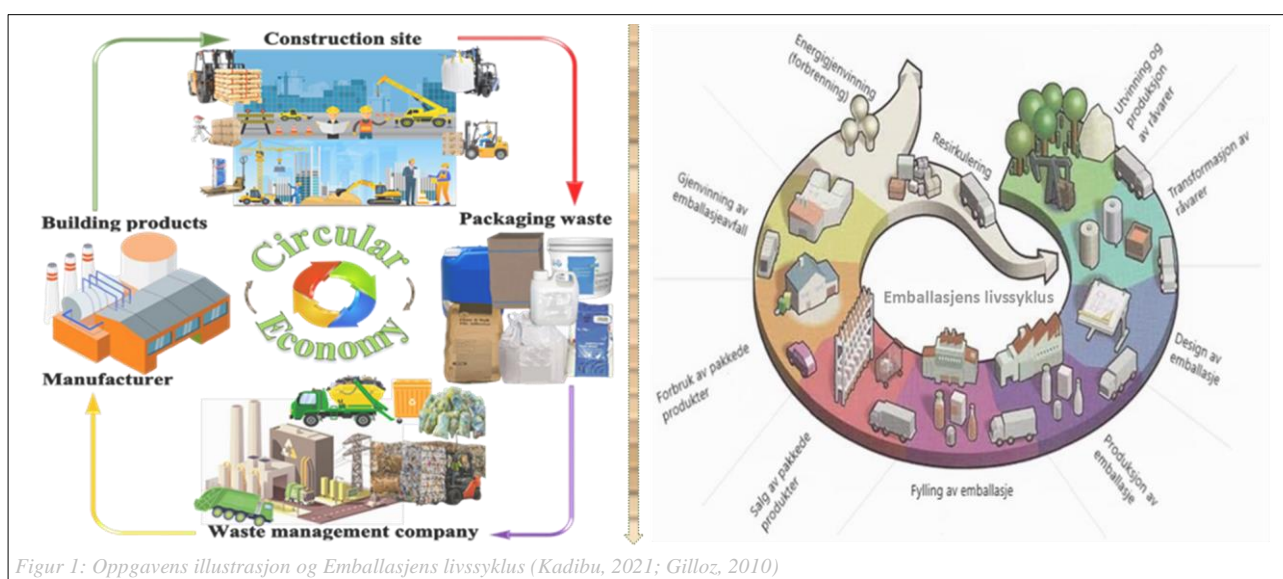 Construction site
Building products
Packaging waste
Circular
Economy
Manufacturer
Waste management company
Energigjenvinning
(forbrenning)
Utvinning og
produksjon
av råvarer
Resirkulering
Transformasjon av
råvarer
Gjenvinning av
emballasjeavfall
Emballasjens livssyklus
Design av
emballasje
Forbruk av pakkede
produkter
Produksjon av
emballasje
Salg av pakkede
produkter
Fylling av emballasje
Figur 1: Oppgavens illustrasjon og Emballasjens livssyklus (Kadibu, 2021; Gilloz, 2010)